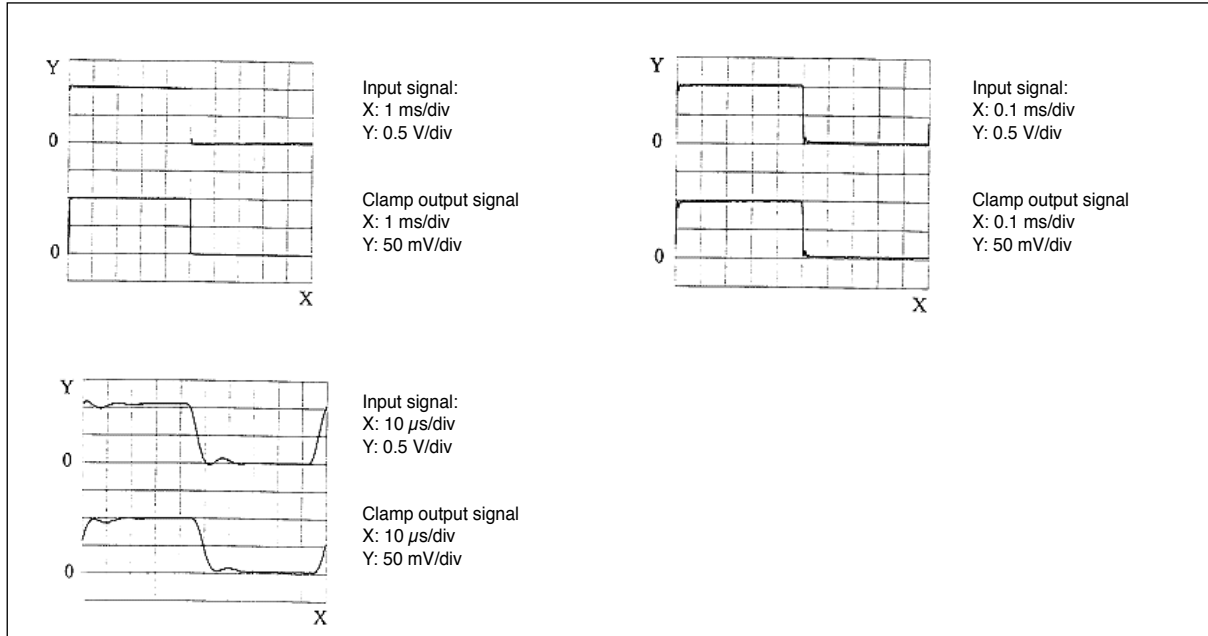 Y
0
0
X
Input signal:
X: 1 ms/div
Y: 0.5 V/div
Clamp output signal
X: 1 ms/div
Y: 50 mV/div
Y
0
0
X
Input signal:
X: 0.1 ms/div
Y: 0.5 V/div
Clamp output signal
X: 0.1 ms/div
Y: 50 mV/div
Y
0
0
X
Input signal:
X: 10 µs/div
Y: 0.5 V/div
Clamp output signal
X: 10 µs/div
Y: 50 mV/div